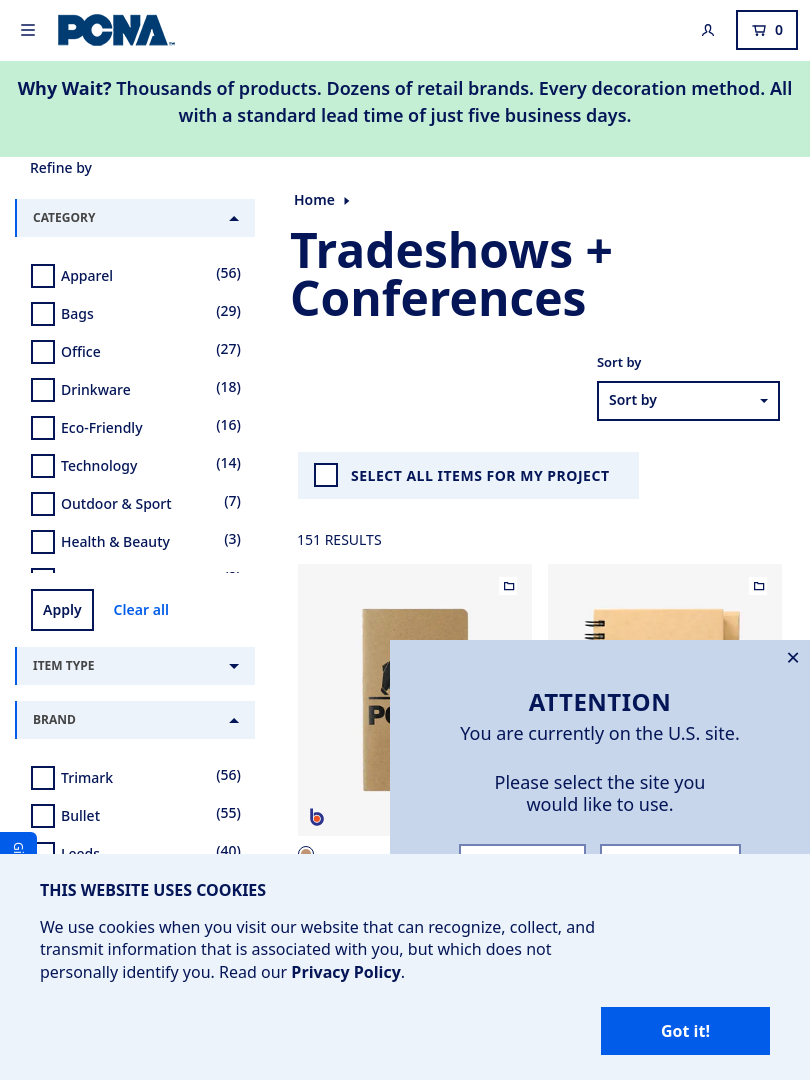 PCNA
0
Why Wait? Thousands of products. Dozens of retail brands. Every decoration method. All
with a standard lead time of just five business days.
Refine by
CATEGORY
Apparel (56)
Bags (29)
Office (27)
Drinkware (18)
Eco-Friendly (16)
Technology (14)
Outdoor & Sport (7)
Health & Beauty (3)
Apply Clear all
ITEM TYPE
BRAND
Trimark (56)
Bullet (55)
Leeds (40)
Home
Tradeshows +
Conferences
Sort by
Sort by
SELECT ALL ITEMS FOR MY PROJECT
151 RESULTS
ATTENTION
You are currently on the U.S. site.
Please select the site you
would like to use.
THIS WEBSITE USES COOKIES
We use cookies when you visit our website that can recognize, collect, and
transmit information that is associated with you, but which does not
personally identify you. Read our Privacy Policy.
Got it!